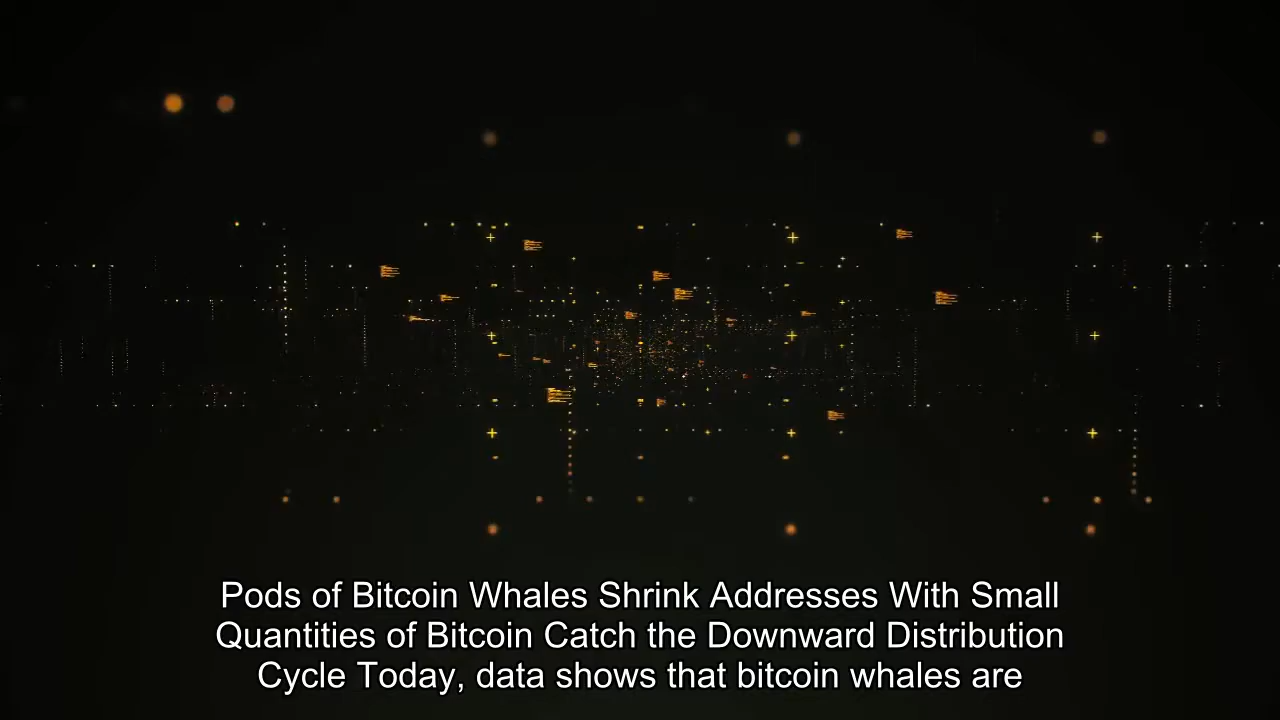 Pods of Bitcoin Whales Shrink Addresses With Small
Quantities of Bitcoin Catch the Downward Distribution
Cycle Today, data shows that bitcoin whales are